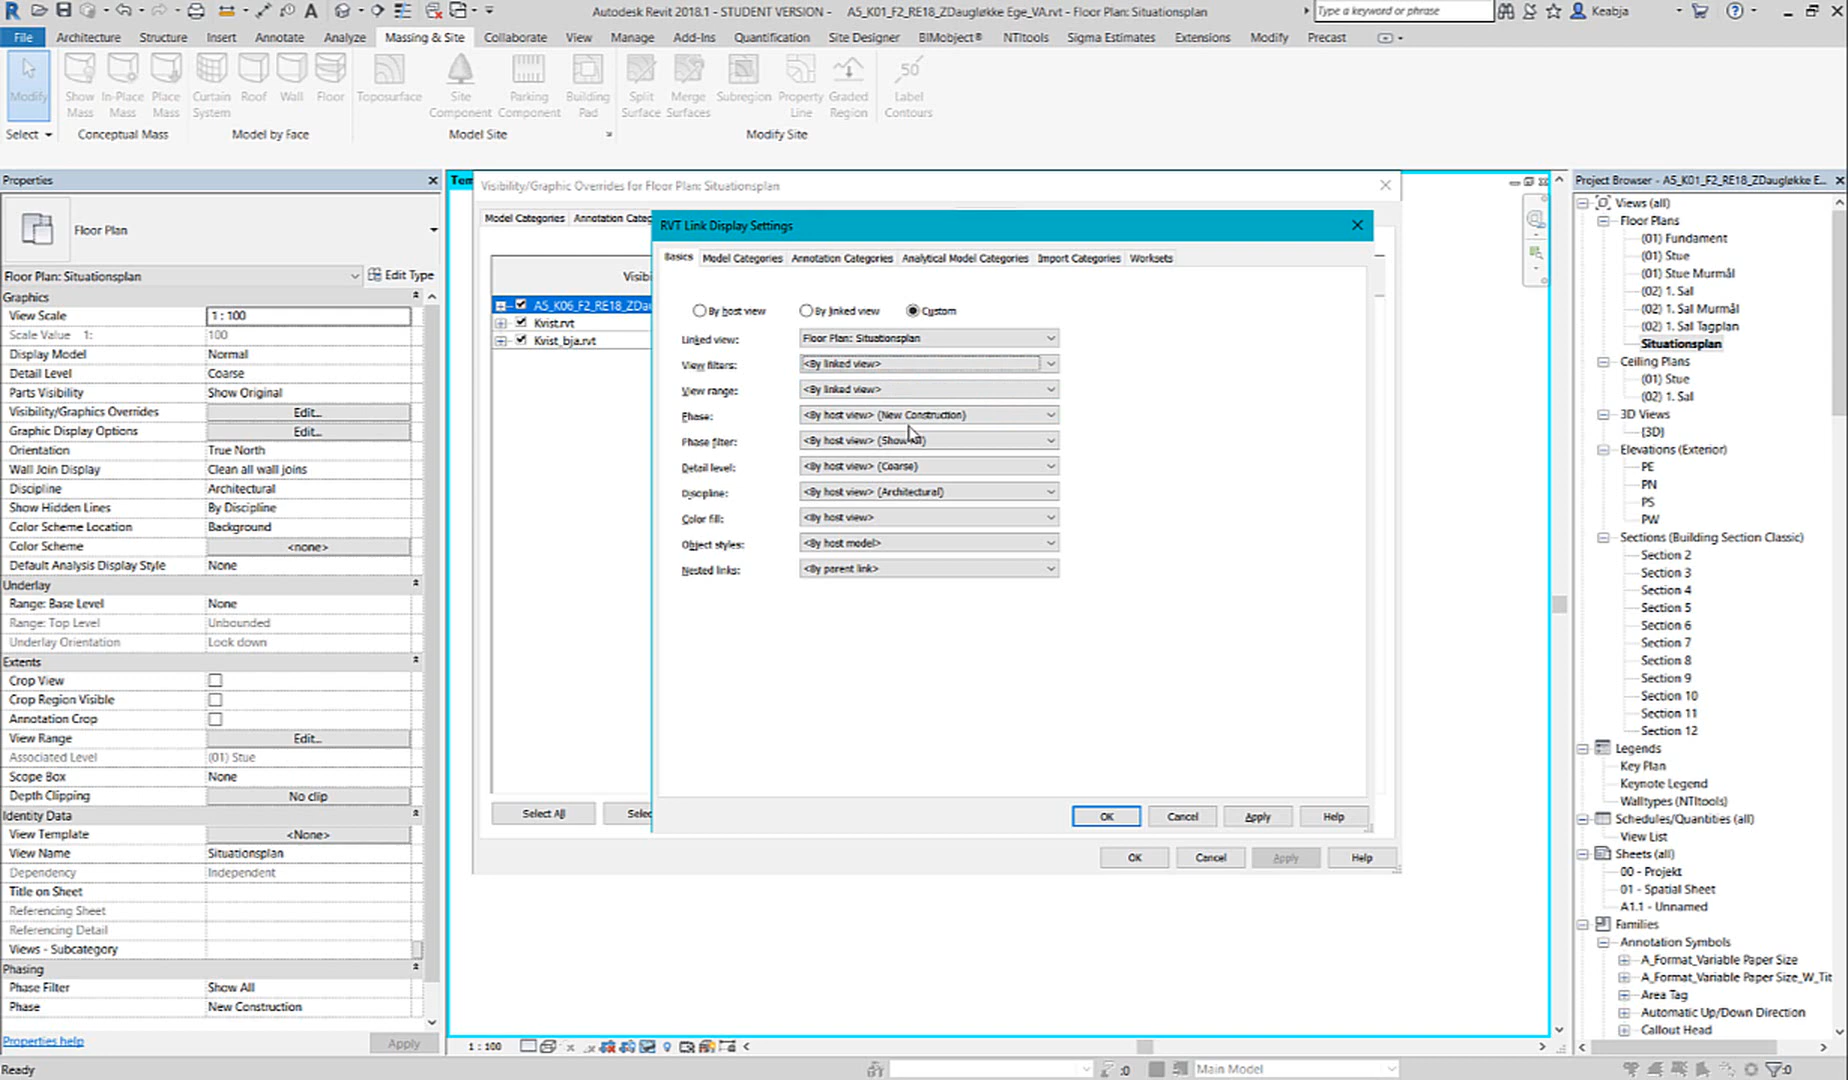 Autodesk Revit 2018.1 - STUDENT VERSION - A5_K01_F2_RE18_ZDaugløkke Ege_VA.rvt - Floor Plan: Situationsplan
Type a keyword or phrase
Keabja
File Architecture Structure Insert Annotate Analyze Massing & Site Collaborate View Manage Add-Ins Quantification Site Designer BIMobject® NTItools Sigma Estimates Extensions Modify Precast
Modify
Show Mass
In-Place Mass
Place Mass
Curtain System
Roof
Wall
Floor
Toposurface
Site Component
Parking Component
Building Pad
Split Surface
Merge Surfaces
Subregion
Property Line
Graded Region
50
Label Contours
Select
Conceptual Mass
Model by Face
Model Site
Modify Site
Properties
Floor Plan
Floor Plan: Situationsplan
Edit Type
Graphics
View Scale 1 : 100
Scale Value 1: 100
Display Model Normal
Detail Level Coarse
Parts Visibility Show Original
Visibility/Graphics Overrides Edit...
Graphic Display Options Edit...
Orientation True North
Wall Join Display Clean all wall joins
Discipline Architectural
Show Hidden Lines By Discipline
Color Scheme Location Background
Color Scheme <none>
Default Analysis Display Style None
Underlay
Range: Base Level None
Range: Top Level Unbounded
Underlay Orientation Look down
Extents
Crop View
Crop Region Visible
Annotation Crop
View Range Edit...
Associated Level (01) Stue
Scope Box None
Depth Clipping No clip
Identity Data
View Template <None>
View Name Situationsplan
Dependency Independent
Title on Sheet
Referencing Sheet
Referencing Detail
Views - Subcategory
Phasing
Phase Filter Show All
Phase New Construction
Properties help
Apply
Ready
Tem
Visibility/Graphic Overrides for Floor Plan: Situationsplan
Model Categories Annotation Categ
Visibi
A5_K06_F2_RE18_ZDau
Kvist.rvt
Kvist_bja.rvt
Select All
Selec
OK Cancel Apply Help
RVT Link Display Settings
Basics Model Categories Annotation Categories Analytical Model Categories Import Categories Worksets
By host view By linked view Custom
Linked view: Floor Plan: Situationsplan
View filters: <By linked view>
View range: <By linked view>
Phase: <By host view> (New Construction)
Phase filter: <By host view> (Show All)
Detail level: <By host view> (Coarse)
Discipline: <By host view> (Architectural)
Color fill: <By host view>
Object styles: <By host model>
Nested links: <By parent link>
OK Cancel Apply Help
1 : 100
:0
Main Model
:0
Project Browser - A5_K01_F2_RE18_ZDaugløkke E...
Views (all)
Floor Plans
(01) Fundament
(01) Stue
(01) Stue Murmål
(02) 1. Sal
(02) 1. Sal Murmål
(02) 1. Sal Tagplan
Situationsplan
Ceiling Plans
(01) Stue
(02) 1. Sal
3D Views
{3D}
Elevations (Exterior)
PE
PN
PS
PW
Sections (Building Section Classic)
Section 2
Section 3
Section 4
Section 5
Section 6
Section 7
Section 8
Section 9
Section 10
Section 11
Section 12
Legends
Key Plan
Keynote Legend
Walltypes (NTItools)
Schedules/Quantities (all)
View List
Sheets (all)
00 - Projekt
01 - Spatial Sheet
A1.1 - Unnamed
Families
Annotation Symbols
A_Format_Variable Paper Size
A_Format_Variable Paper Size_W_Tit
Area Tag
Automatic Up/Down Direction
Callout Head